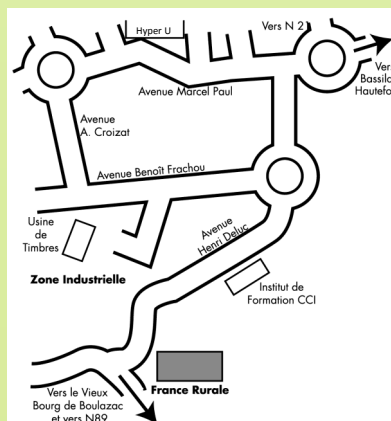 Hyper U
Vers N 21
Vers
Bassilac
Hautefo
Avenue Marcel Paul
Avenue
A. Croizat
Avenue Benoît Frachou
Usine
de
Timbres
Avenue
Henri Deluc
Zone Industrielle
Institut de
Formation CCI
France Rurale
Vers le Vieux
Bourg de Boulazac
et vers N89